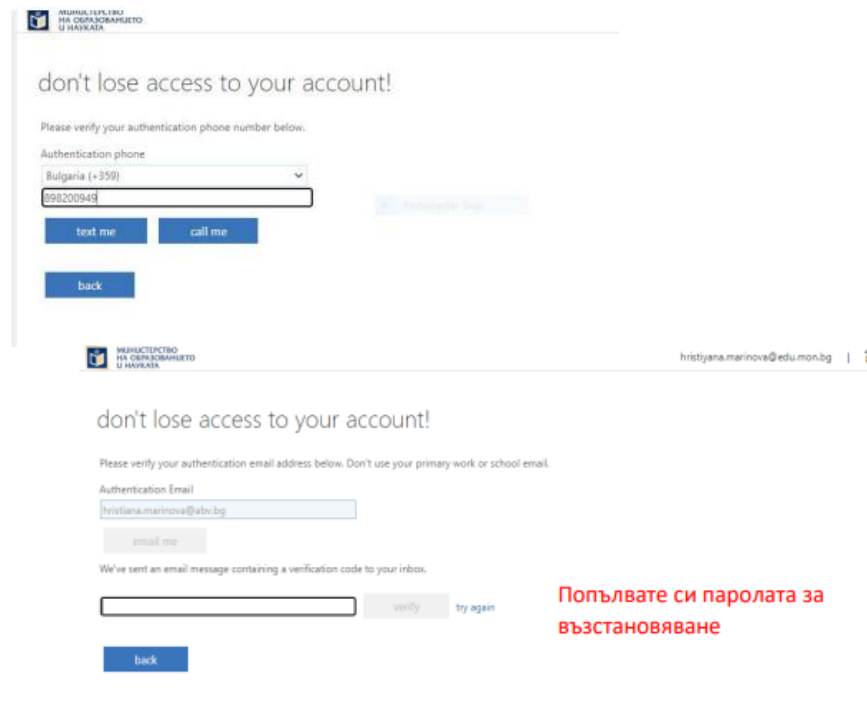 МИНИСТЕРСТВО
НА ОБРАЗОВАНИЕТО
И НАУКАТА
don't lose access to your account!
Please verify your authentication phone number below.
Authentication phone
Bulgaria (+359)
898200949
text me call me
back
МИНИСТЕРСТВО
НА ОБРАЗОВАНИЕТО
И НАУКАТА
hristiyana.marinova@edu.mon.bg |
don't lose access to your account!
Please verify your authentication email address below. Don't use your primary work or school email.
Authentication Email
hristiana.marinova@abv.bg
email me
We've sent an email message containing a verification code to your inbox.
verify try again
Попълвате си паролата за
възстановяване
back